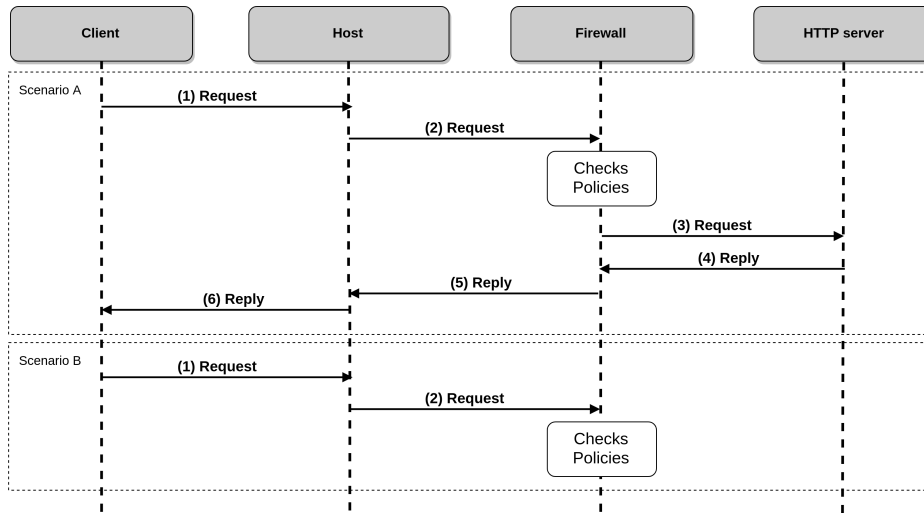 Client
Host
Firewall
HTTP server
Scenario A
(1) Request
(2) Request
Checks
Policies
(3) Request
(4) Reply
(5) Reply
(6) Reply
Scenario B
(1) Request
(2) Request
Checks
Policies